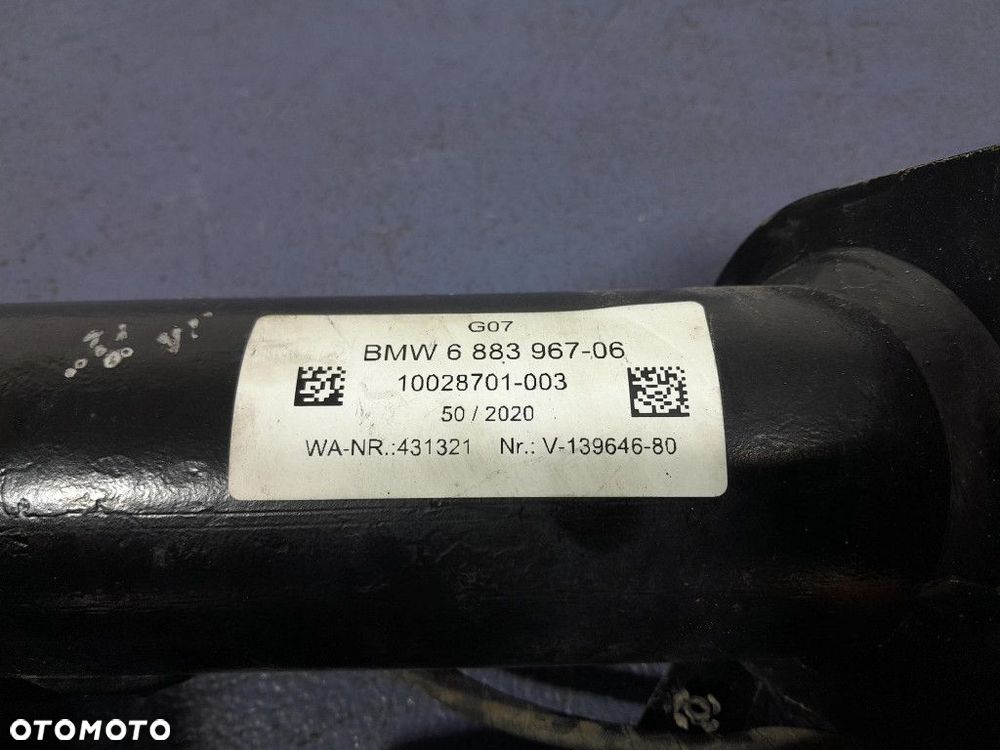 G07
BMW 6 883 967-06
10028701-003
50 / 2020
WA-NR.:431321 Nr.: V-139646-80
OTOMOTO